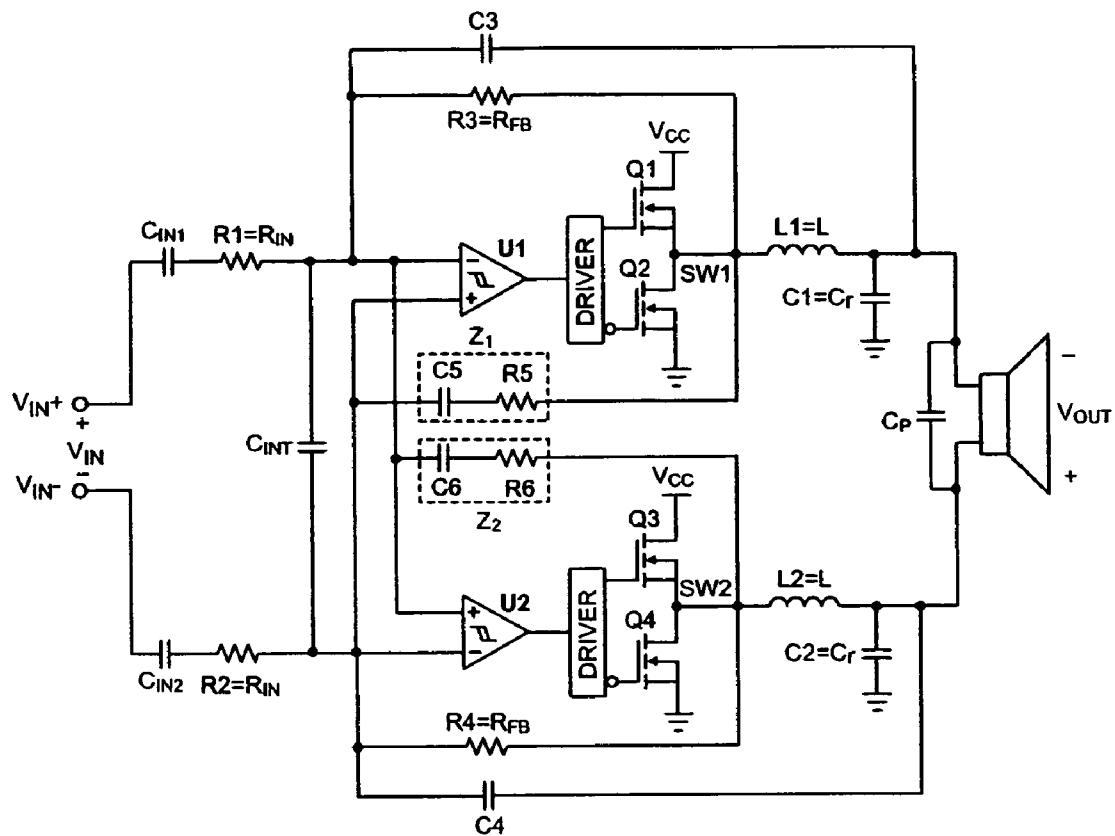 C3
R3=RFB
VCC
Q1
CIN1
R1=RIN
U1
DRIVER
SW1
L1=L
Q2
C1=Cr
Z1
C5
R5
VIN+
+
VIN
–
VIN-
CINT
CP
–
VOUT
+
C6
R6
Z2
VCC
Q3
SW2
L2=L
U2
DRIVER
Q4
C2=Cr
CIN2
R2=RIN
R4=RFB
C4